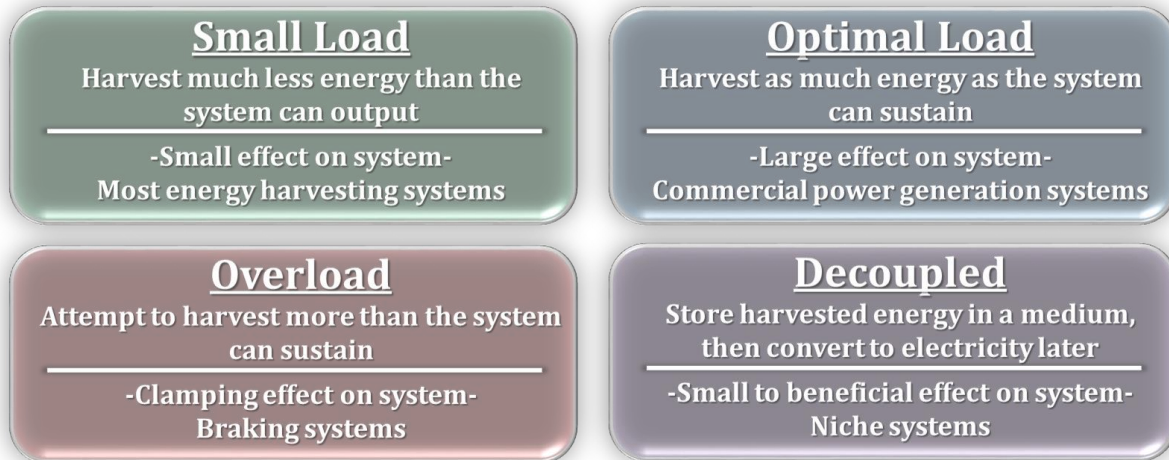 Small Load
Harvest much less energy than the
system can output
-Small effect on system-
Most energy harvesting systems
Optimal Load
Harvest as much energy as the system
can sustain
-Large effect on system-
Commercial power generation systems
Overload
Attempt to harvest more than the system
can sustain
-Clamping effect on system-
Braking systems
Decoupled
Store harvested energy in a medium,
then convert to electricity later
-Small to beneficial effect on system-
Niche systems